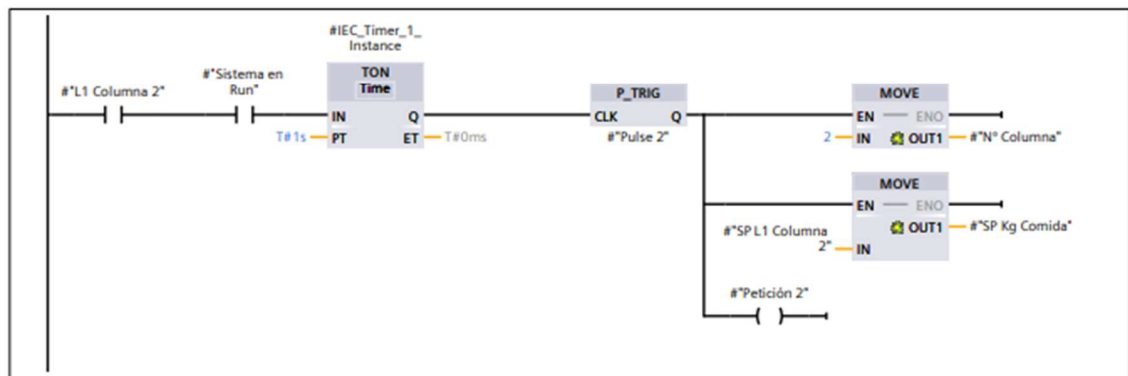 #IEC_Timer_1_
Instance
#"L1 Columna 2"
#"Sistema en
Run"
TON
Time
IN Q
T#1s PT ET T#0ms
P_TRIG
CLK Q
#"Pulse 2"
MOVE
EN ENO
2 IN OUT1 #"Nº Columna"
MOVE
EN ENO
OUT1 #"SP Kg Comida"
#"SP L1 Columna
2" IN
#"Petición 2"